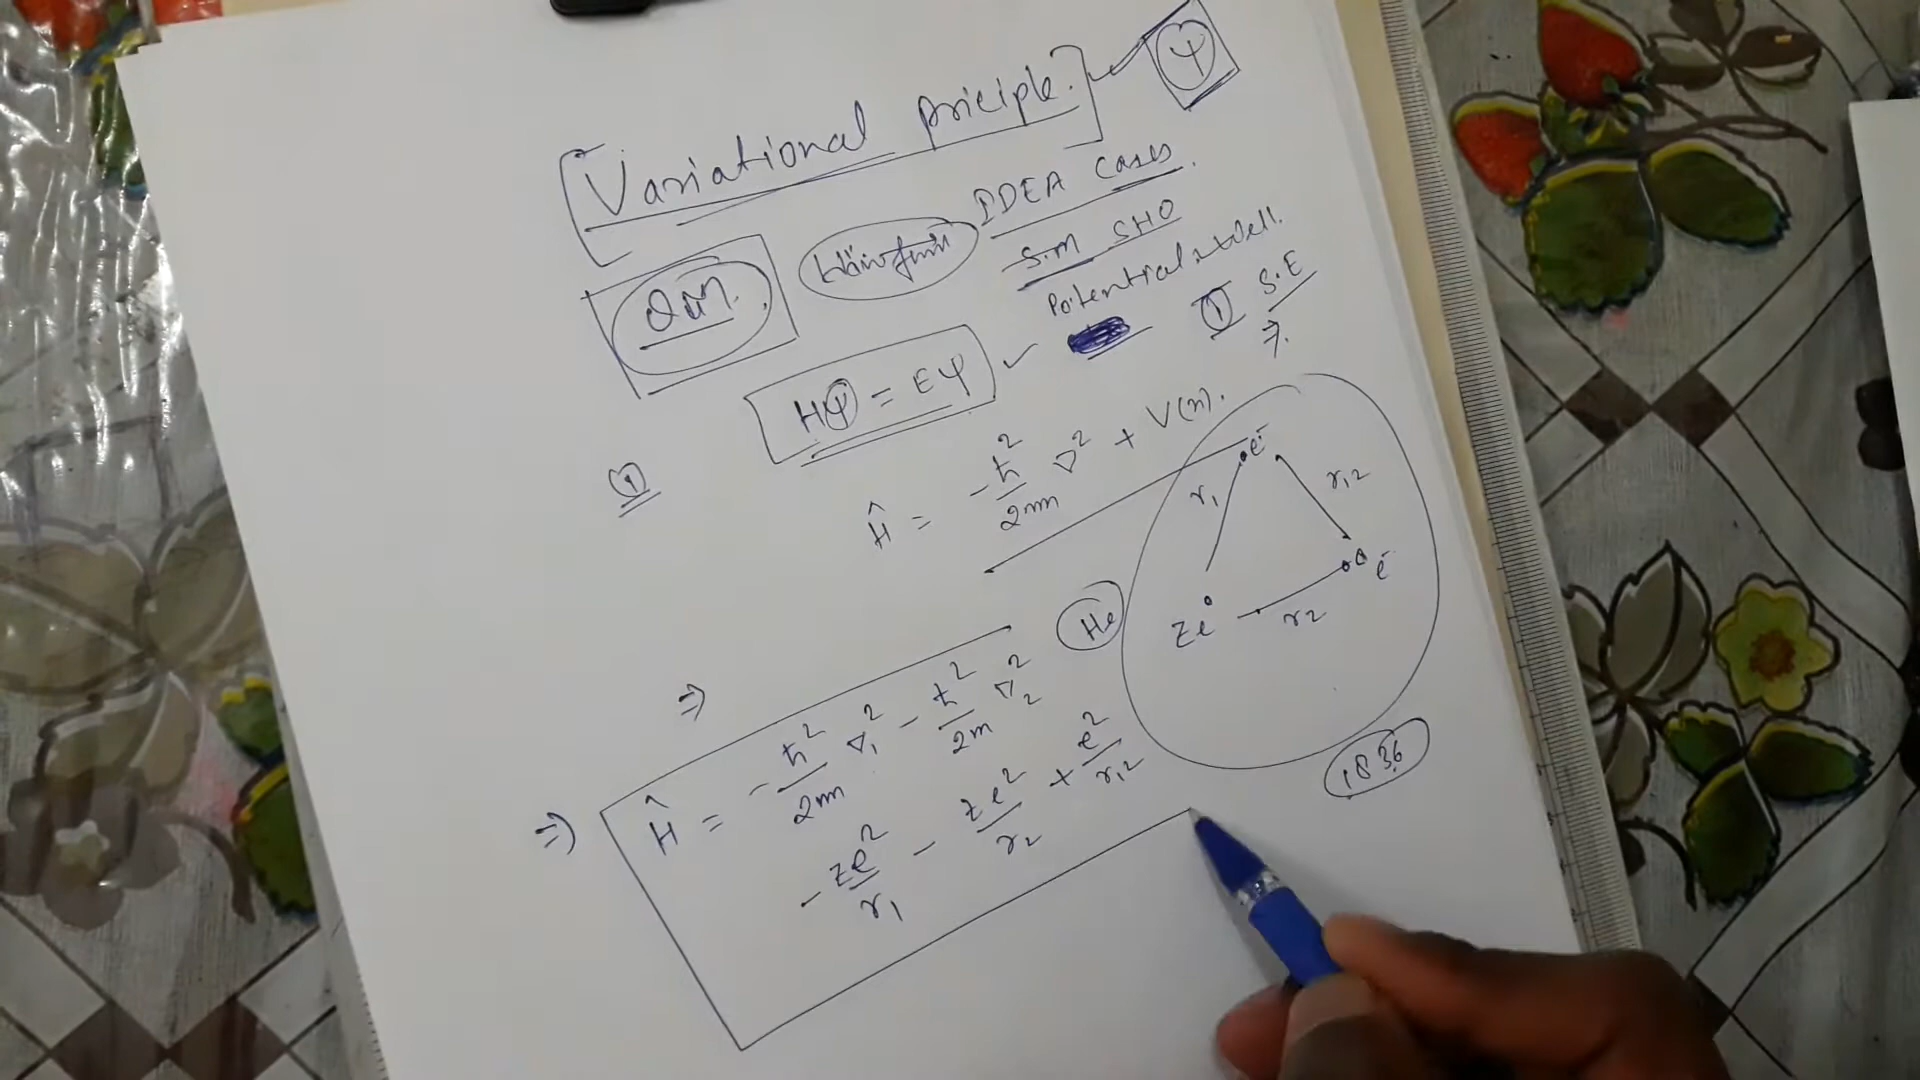 Variational priciple. ψ
QM.
IDEA Cases.
S.M SHO
Potential well.
① S.E
⇒
Hψ = Eψ
①
Ĥ = -ħ²/2m ∇² + V(x).
e⁻
r₁
r₁₂
e⁻
Ze
r₂
He
⇒
⇒ Ĥ = -ħ²/2m ∇₁² - ħ²/2m ∇₂²
- Ze²/r₁ - Ze²/r₂ + e²/r₁₂
1836